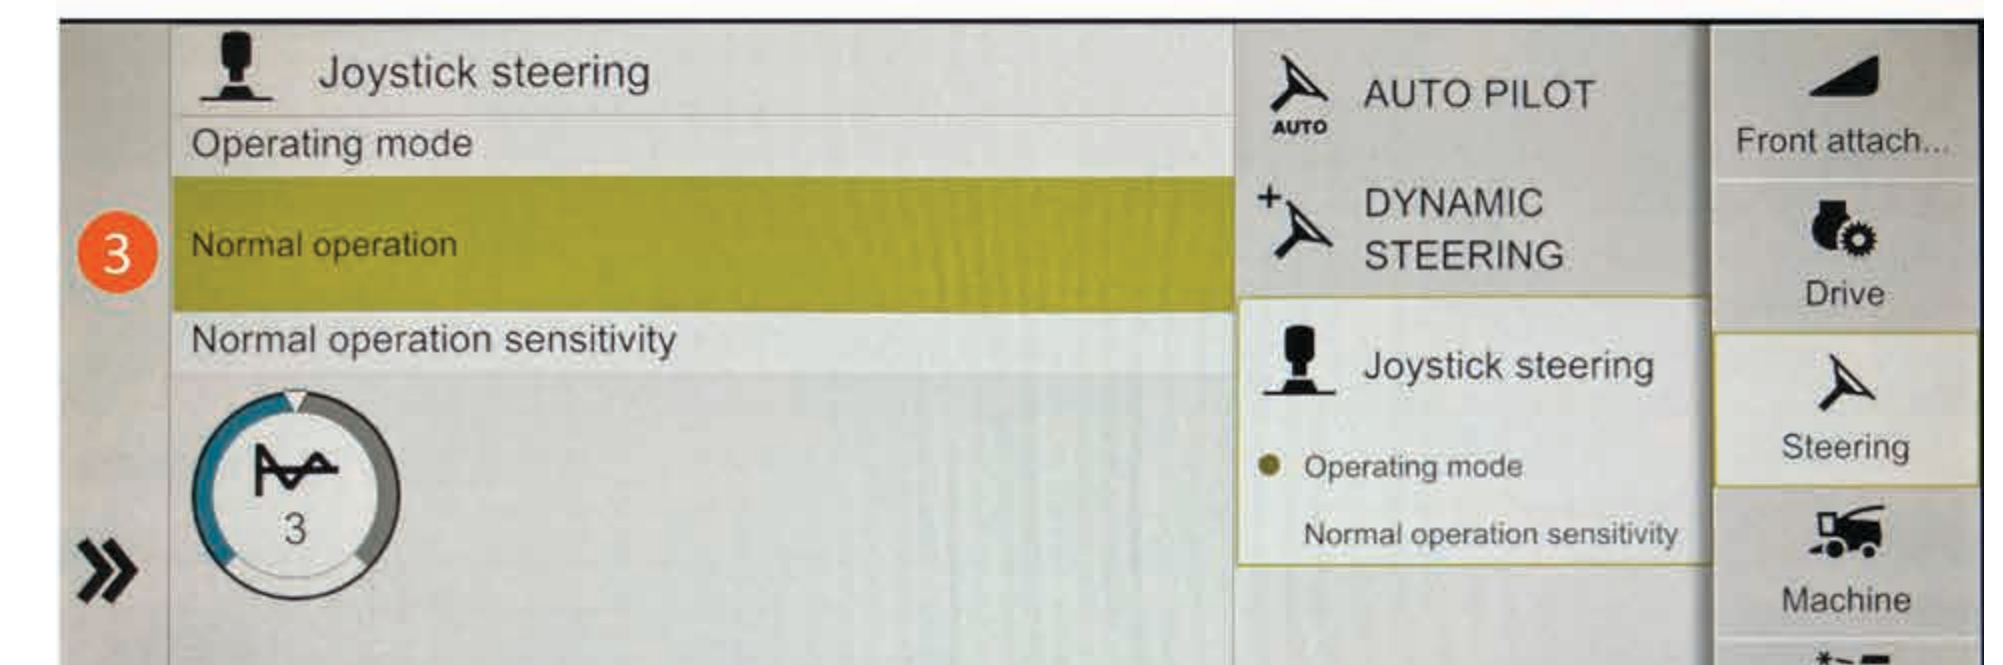 Joystick steering
Operating mode
3
Normal operation
Normal operation sensitivity
3
AUTO
AUTO PILOT
+
DYNAMIC
STEERING
Joystick steering
Operating mode
Normal operation sensitivity
Front attach...
Drive
Steering
Machine